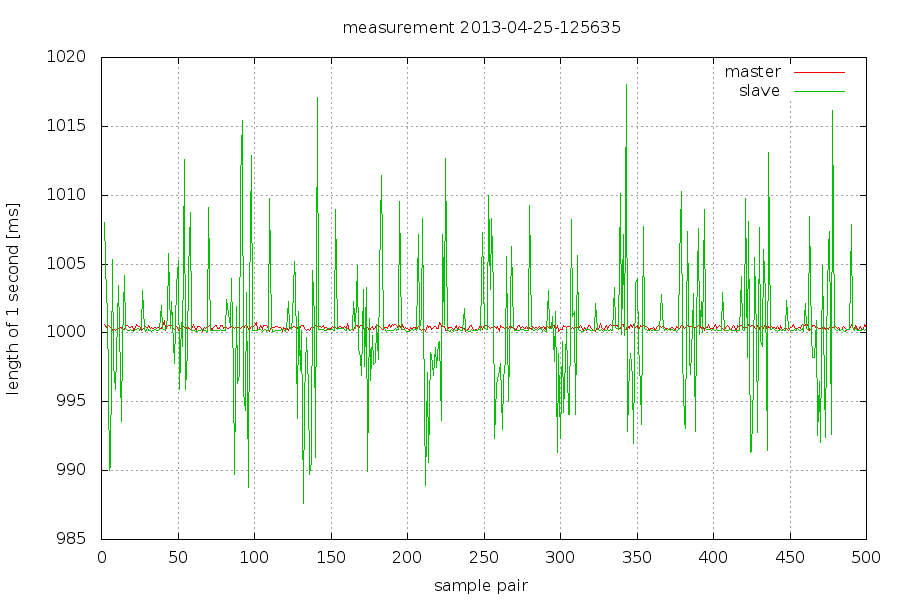 measurement 2013-04-25-125635
1020
1015
1010
1005
1000
995
990
985
length of 1 second [ms]
master
slave
0 50 100 150 200 250 300 350 400 450 500
sample pair